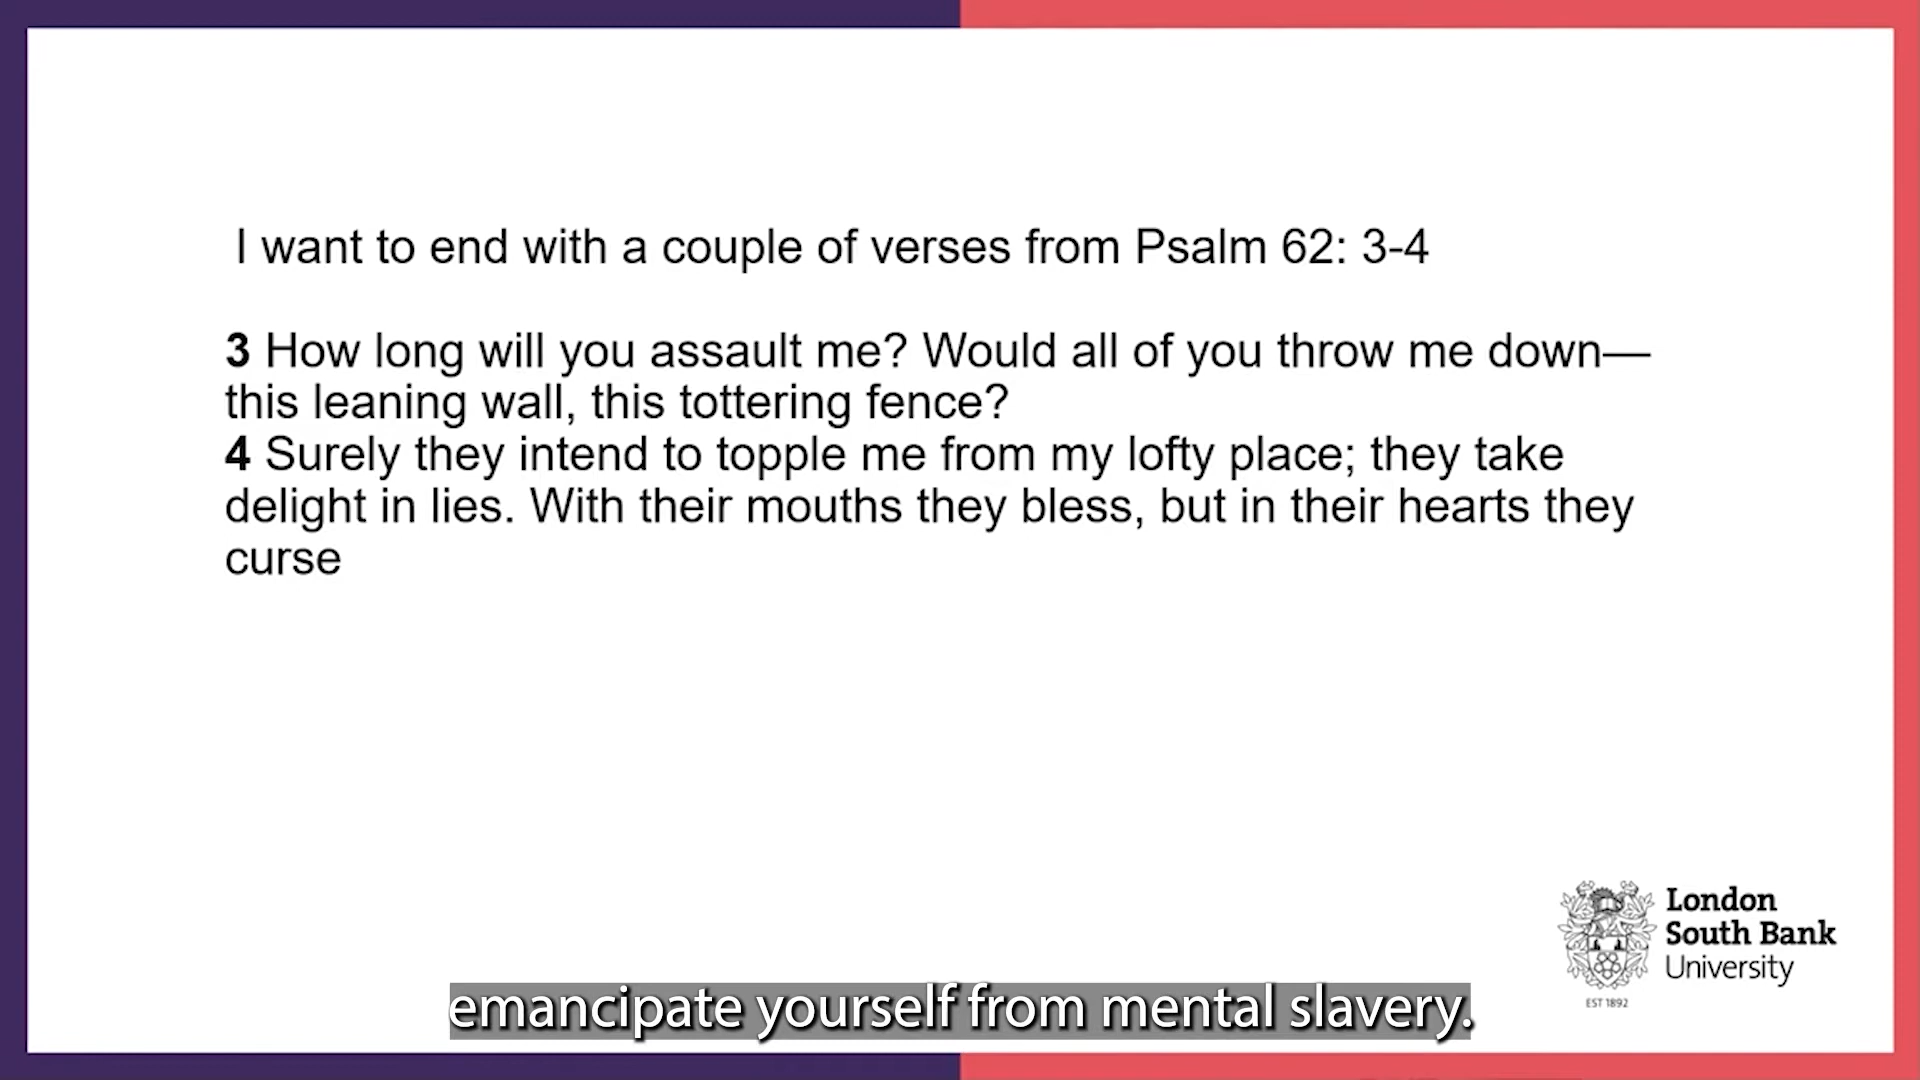 I want to end with a couple of verses from Psalm 62: 3-4
3 How long will you assault me? Would all of you throw me down—
this leaning wall, this tottering fence?
4 Surely they intend to topple me from my lofty place; they take
delight in lies. With their mouths they bless, but in their hearts they
curse
London
South Bank
University
EST 1892
emancipate yourself from mental slavery.